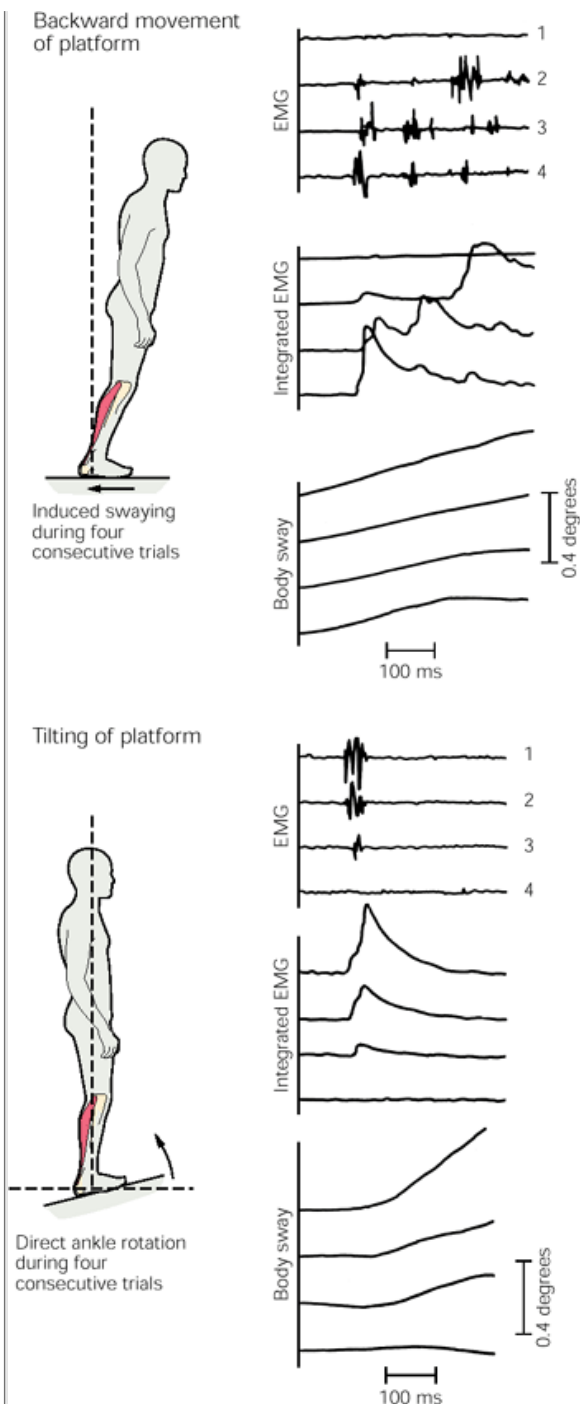 Backward movement
of platform
EMG
1
2
3
4
Integrated EMG
Induced swaying
during four
consecutive trials
Body sway
0.4 degrees
100 ms
Tilting of platform
EMG
1
2
3
4
Integrated EMG
Direct ankle rotation
during four
consecutive trials
Body sway
0.4 degrees
100 ms